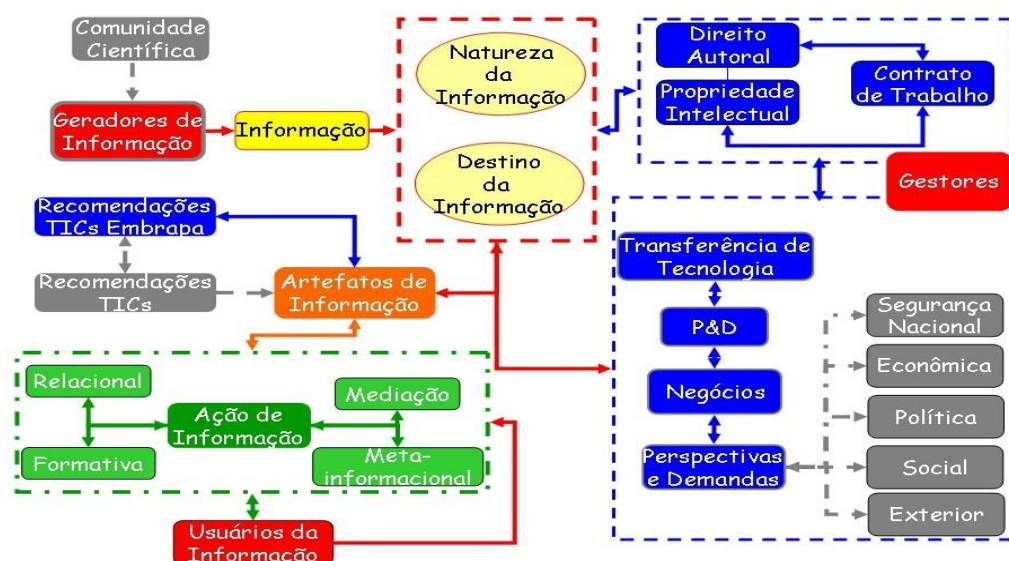 Comunidade
Científica
Geradores de
Informação
Informação
Natureza
da
Informação
Destino
da
Informação
Direito
Autoral
Propriedade
Intelectual
Contrato
de Trabalho
Gestores
Recomendações
TICs Embrapa
Recomendações
TICs
Artefatos de
Informação
Transferência de
Tecnologia
P&D
Negócios
Perspectivas
e Demandas
Segurança
Nacional
Econômica
Política
Social
Exterior
Relacional
Formativa
Ação de
Informação
Mediação
Meta-
informacional
Usuários da
Informação